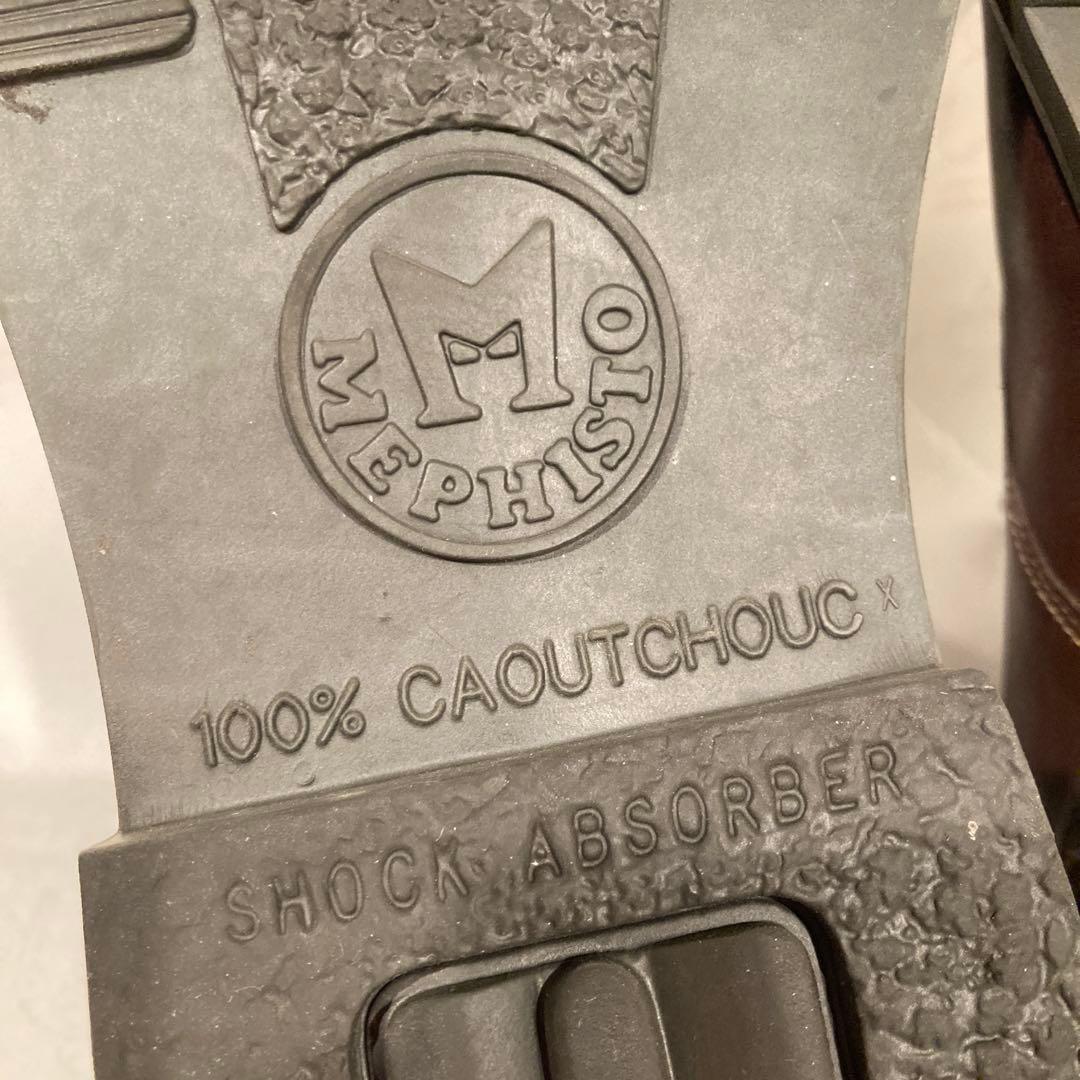 M
MEPHISTO
100% CAOUTCHOUC x
SHOCK ABSORBER